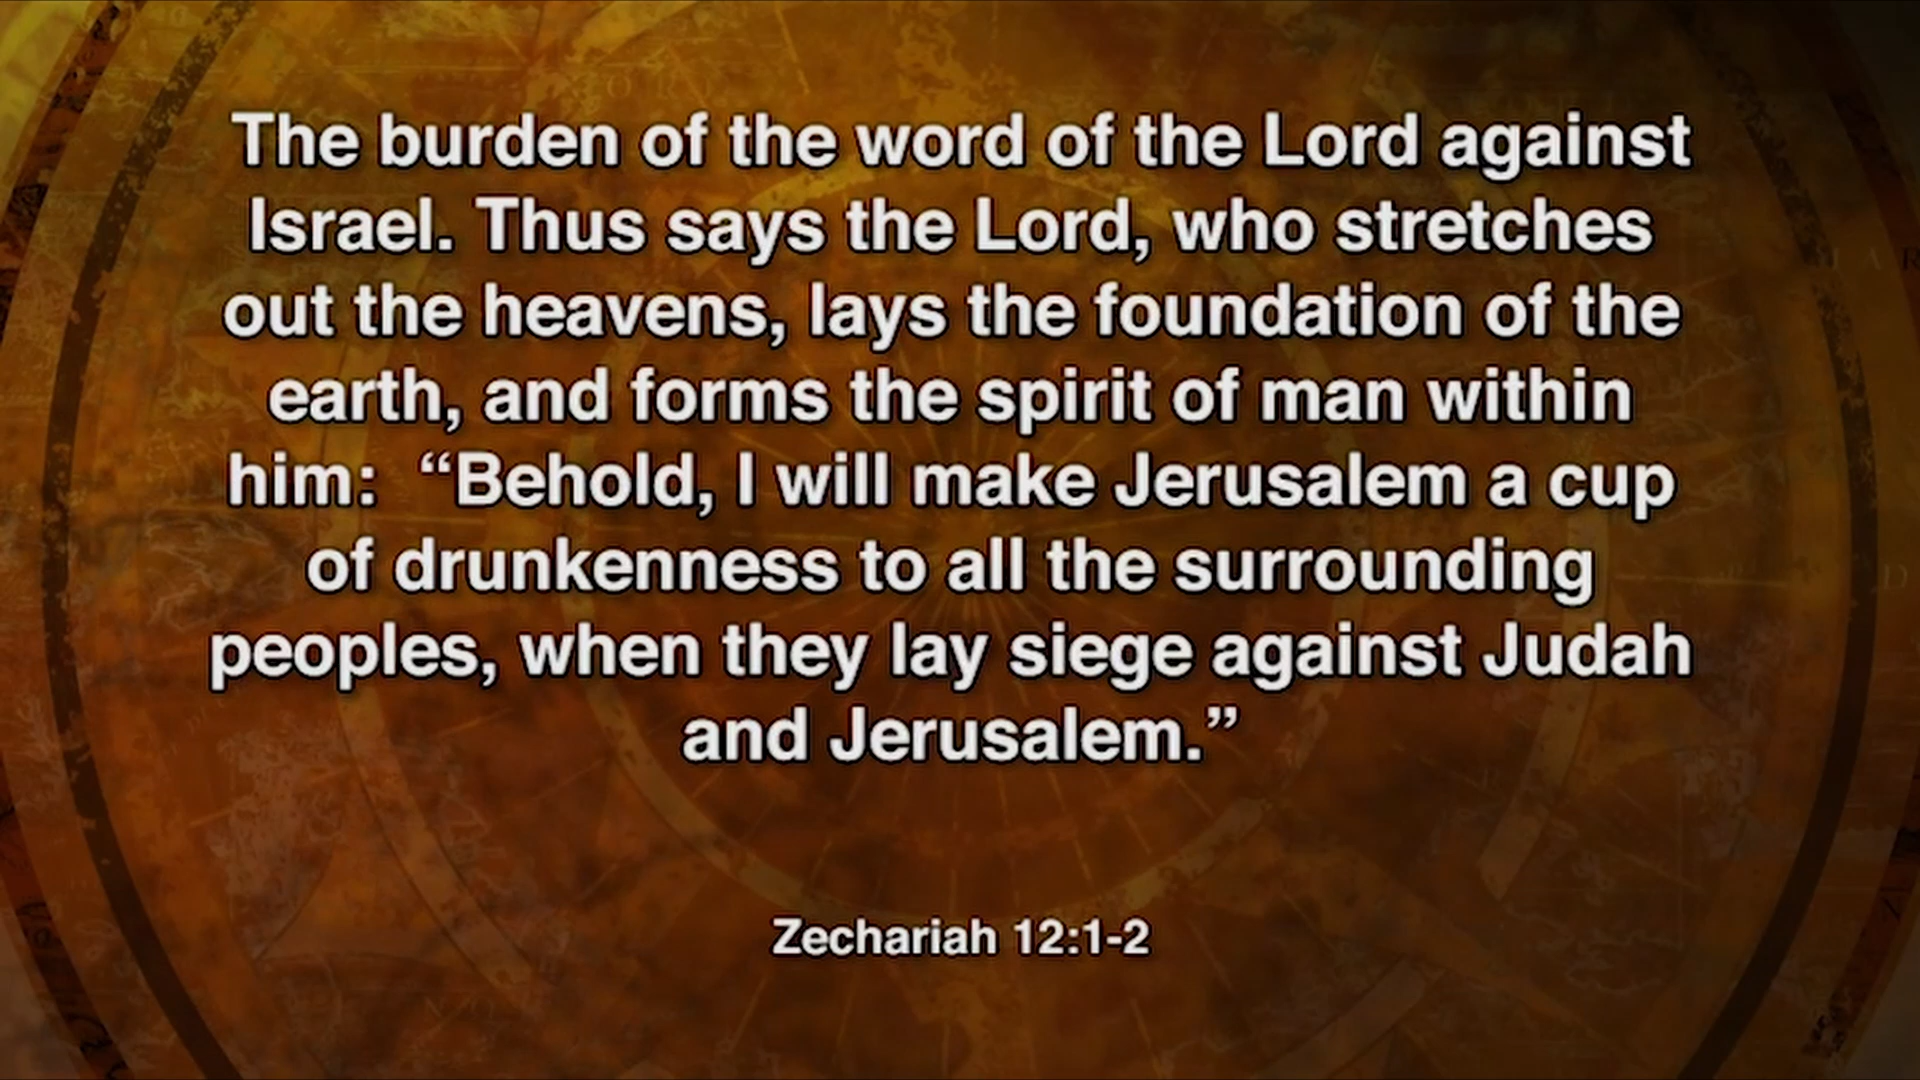 The burden of the word of the Lord against
Israel. Thus says the Lord, who stretches
out the heavens, lays the foundation of the
earth, and forms the spirit of man within
him:  “Behold, I will make Jerusalem a cup
of drunkenness to all the surrounding
peoples, when they lay siege against Judah
and Jerusalem.”
Zechariah 12:1-2